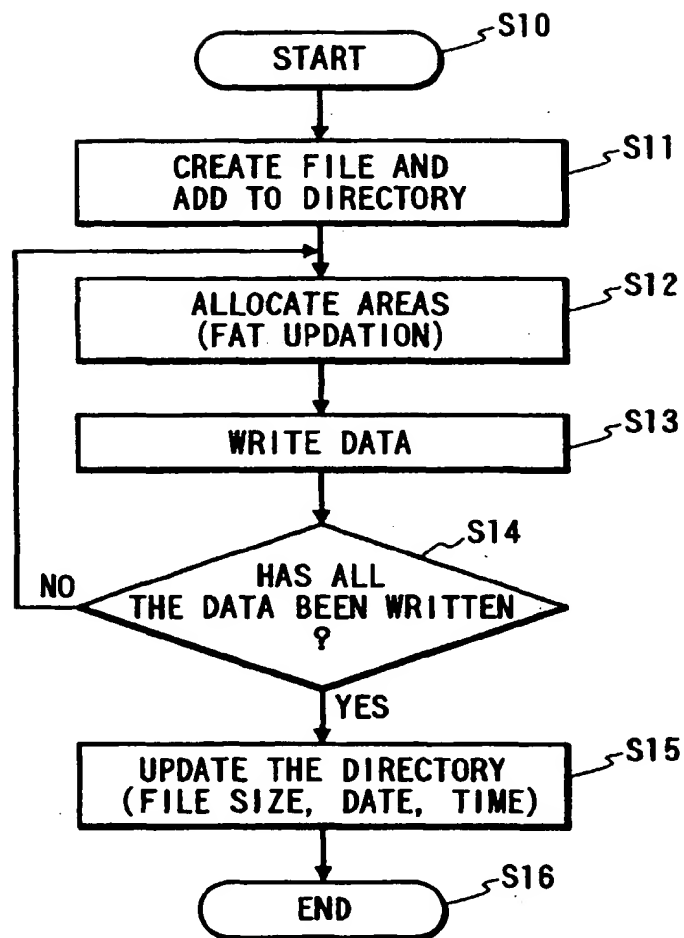 S10
START
S11
CREATE FILE AND
ADD TO DIRECTORY
S12
ALLOCATE AREAS
(FAT UPDATION)
S13
WRITE DATA
S14
HAS ALL
THE DATA BEEN WRITTEN
?
NO
YES
S15
UPDATE THE DIRECTORY
(FILE SIZE, DATE, TIME)
S16
END